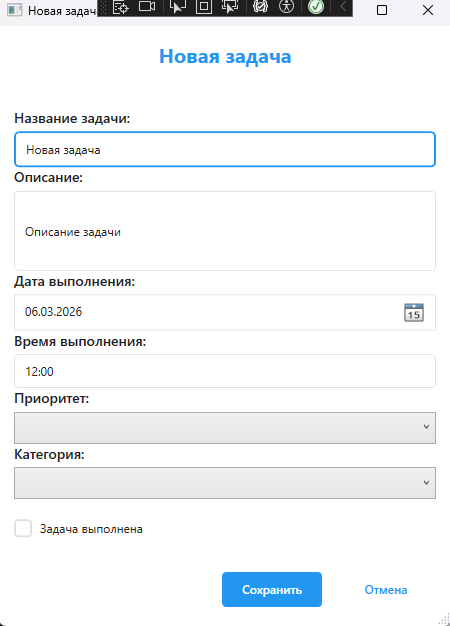 Новая задач
Новая задача
Название задачи:
Новая задача
Описание:
Описание задачи
Дата выполнения:
06.03.2026
15
Время выполнения:
12:00
Приоритет:
Категория:
Задача выполнена
Сохранить
Отмена